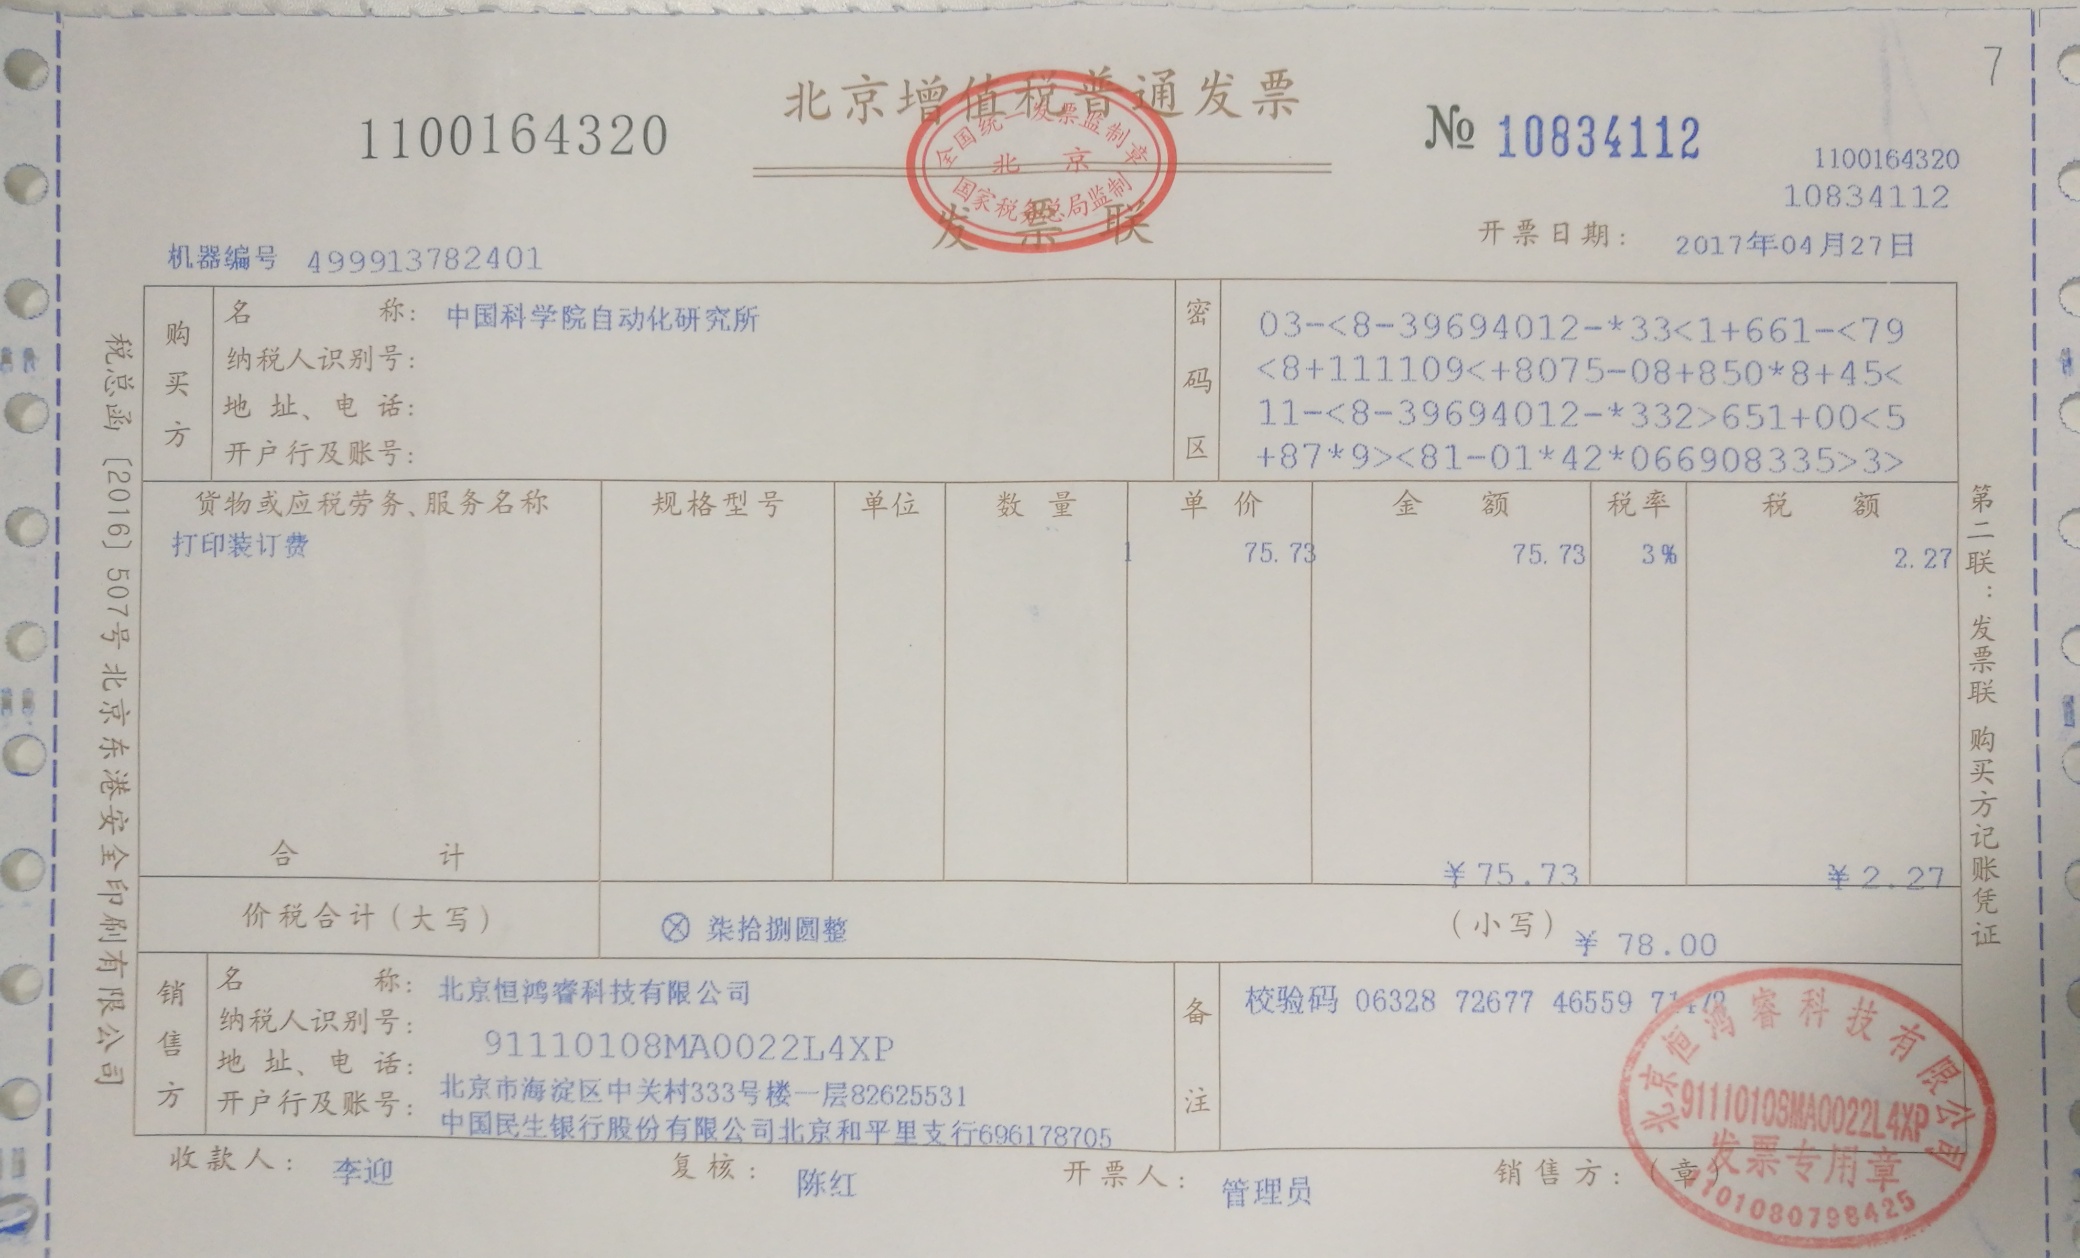 7
北京增值税普通发票
1100164320
№ 10834112
1100164320
10834112
全国统一发票监制章
北 京
国家税务总局监制
发 票 联
开票日期: 2017年04月27日
机器编号 499913782401
购买方
名 称: 中国科学院自动化研究所
纳税人识别号:
地 址、电 话:
开户行及账号:
密码区
03-<8-39694012-*33<1+661-<79
<8+111109<+8075-08+850*8+45<
11-<8-39694012-*332>651+00<5
+87*9><81-01*42*066908335>3>
货物或应税劳务、服务名称 规格型号 单位 数 量 单 价 金 额 税率 税 额
打印装订费 1 75.73 75.73 3% 2.27
合 计 ¥75.73 ¥2.27
价税合计(大写) ⊗ 柒拾捌圆整 (小写) ¥ 78.00
销售方
名 称: 北京恒鸿睿科技有限公司
纳税人识别号: 91110108MA0022L4XP
地 址、电 话: 北京市海淀区中关村333号楼一层82625531
开户行及账号: 中国民生银行股份有限公司北京和平里支行696178705
备注
校验码 06328 72677 46559
收款人: 李迎 复核: 陈红 开票人: 管理员 销售方:(章)
北京恒鸿睿科技有限公司
91110108MA0022L4XP
发票专用章
1101080798425
税总函〔2016〕507号 北京东港安全印刷有限公司
第二联:发票联 购买方记账凭证